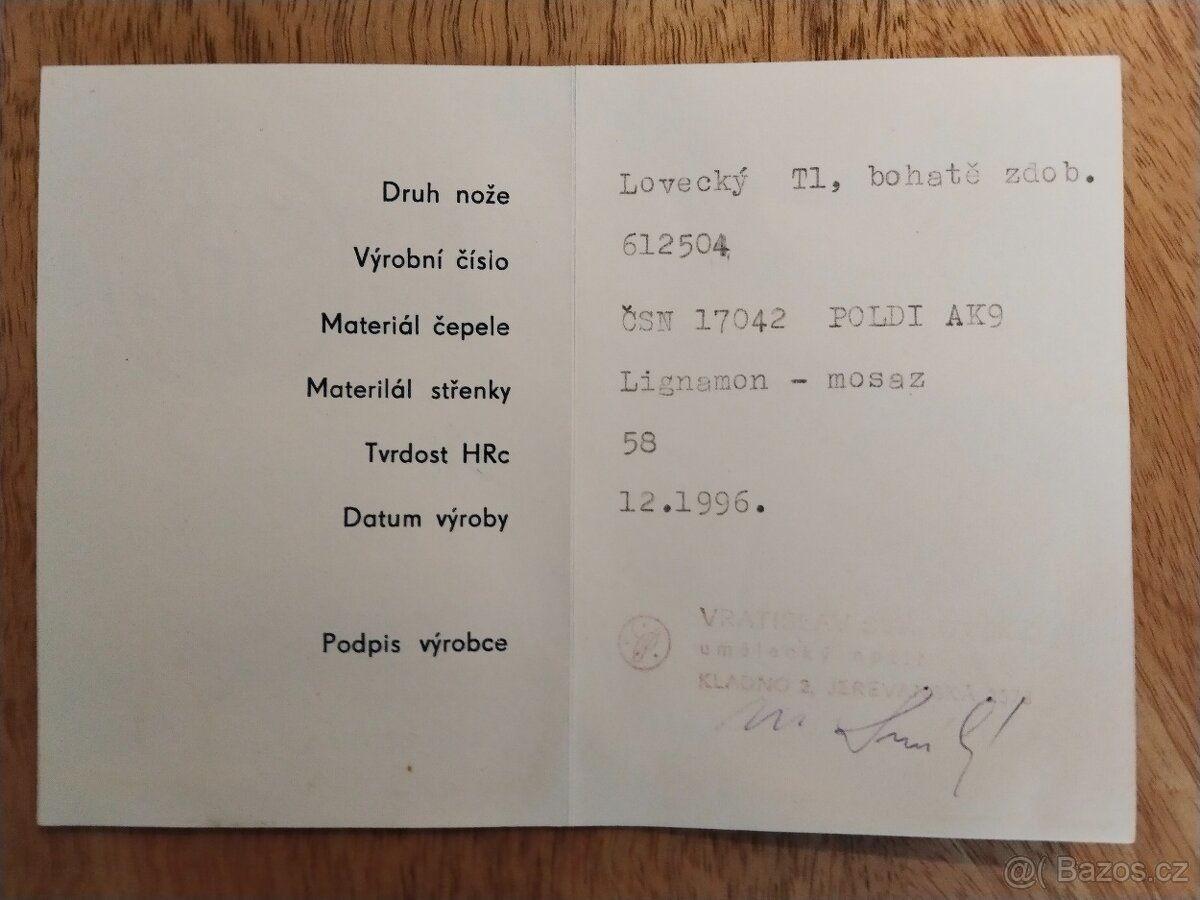 Druh nože Lovecký Tl, bohatě zdob.
Výrobní čísio 612504
Materiál čepele ČSN 17042 POLDI AK9
Materilál střenky Lignamon - mosaz
Tvrdost HRc 58
Datum výroby 12.1996.
Podpis výrobce
VRATISLAV
umělecký
KLADNO 2, JEREVANSKÁ
@( Bazos.cz